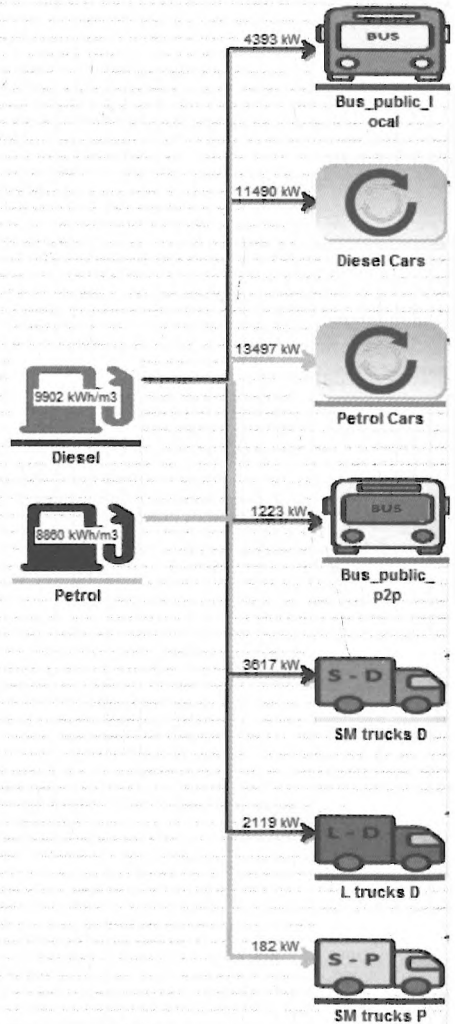 4393 kW
BUS
Bus_public_l
ocal
11490 kW
Diesel Cars
13497 kW
Petrol Cars
9902 kWh/m3
Diesel
8860 kWh/m3
Petrol
1223 kW
BUS
Bus_public_
p2p
3617 kW
S - D
SM trucks D
2119 kW
L - D
L trucks D
182 kW
S - P
SM trucks P